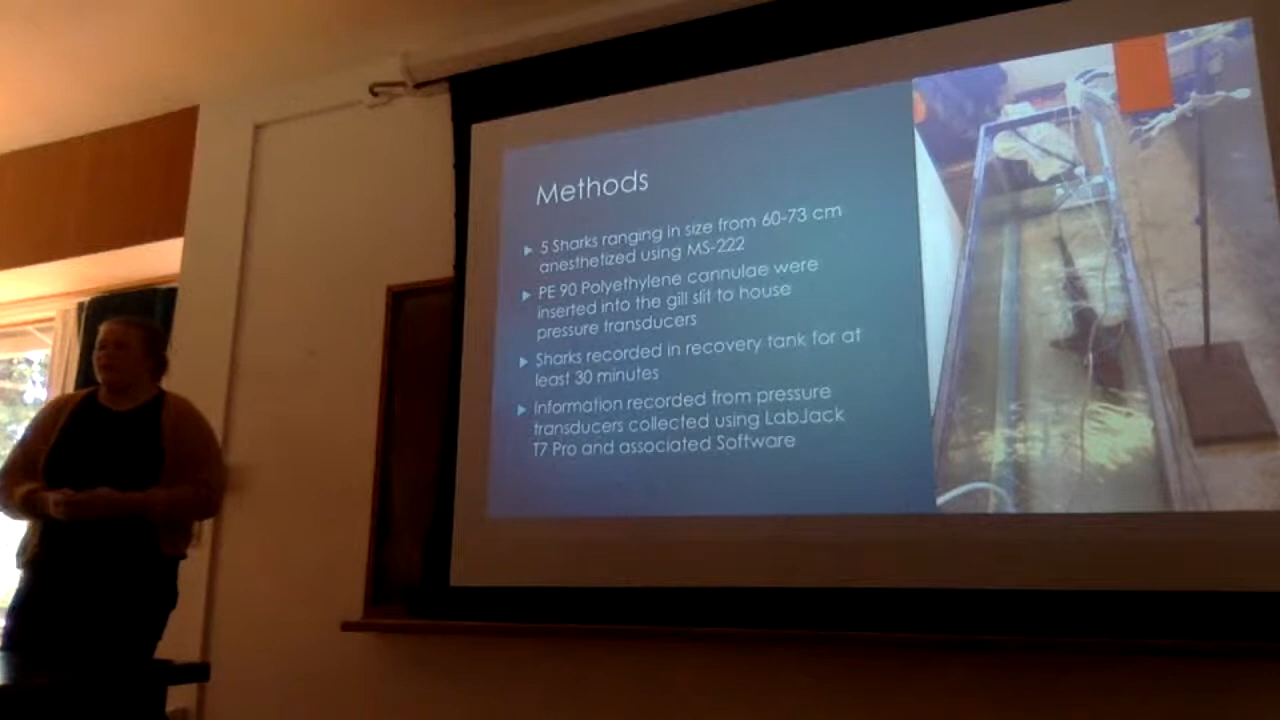 Methods
5 Sharks ranging in size from 60-73 cm
anesthetized using MS-222
PE 90 Polyethylene cannulae were
inserted into the gill slit to house
pressure transducers
Sharks recorded in recovery tank for at
least 30 minutes
Information recorded from pressure
transducers collected using LabJack
T7 Pro and associated Software